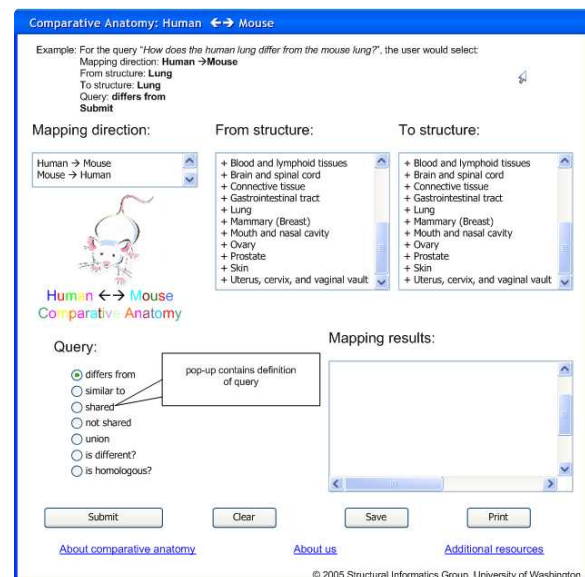 Comparative Anatomy: Human ←→ Mouse
Example: For the query "How does the human lung differ from the mouse lung?", the user would select:
Mapping direction: Human →Mouse
From structure: Lung
To structure: Lung
Query: differs from
Submit
Mapping direction:
Human → Mouse
Mouse → Human
Human ←→ Mouse
Comparative Anatomy
From structure:
+ Blood and lymphoid tissues
+ Brain and spinal cord
+ Connective tissue
+ Gastrointestinal tract
+ Lung
+ Mammary (Breast)
+ Mouth and nasal cavity
+ Ovary
+ Prostate
+ Skin
+ Uterus, cervix, and vaginal vault
To structure:
+ Blood and lymphoid tissues
+ Brain and spinal cord
+ Connective tissue
+ Gastrointestinal tract
+ Lung
+ Mammary (Breast)
+ Mouth and nasal cavity
+ Ovary
+ Prostate
+ Skin
+ Uterus, cervix, and vaginal vault
Query:
differs from
similar to
shared
not shared
union
is different?
is homologous?
pop-up contains definition
of query
Mapping results:
Submit
Clear
Save
Print
About comparative anatomy
About us
Additional resources
© 2005 Structural Informatics Group, University of Washington